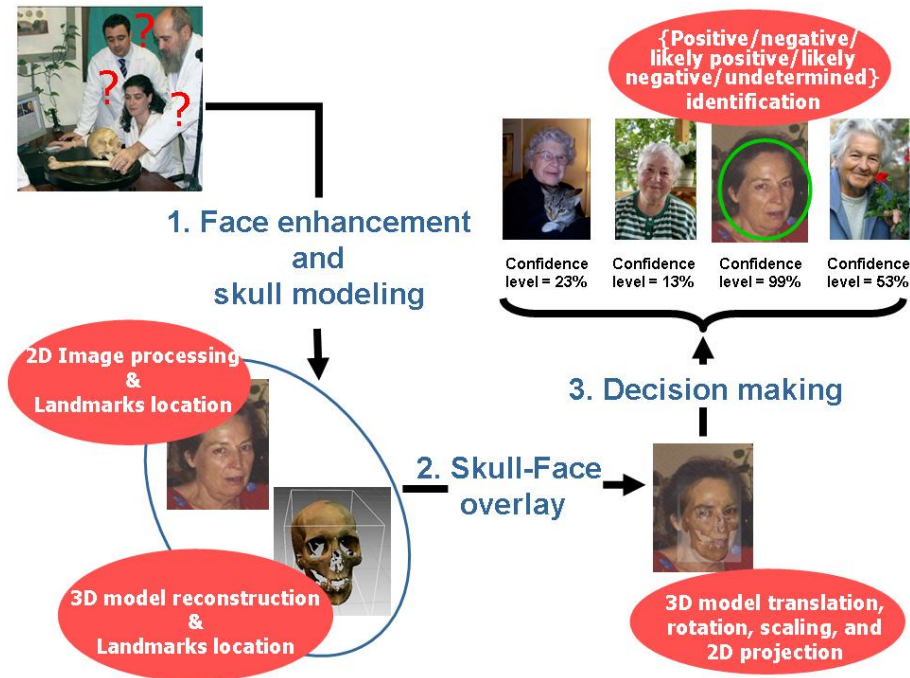 ?
?
?
1. Face enhancement
and
skull modeling
2D Image processing
&
Landmarks location
3D model reconstruction
&
Landmarks location
2. Skull-Face
overlay
3D model translation,
rotation, scaling, and
2D projection
3. Decision making
{Positive/negative/
likely positive/likely
negative/undetermined}
identification
Confidence
level = 23%
Confidence
level = 13%
Confidence
level = 99%
Confidence
level = 53%